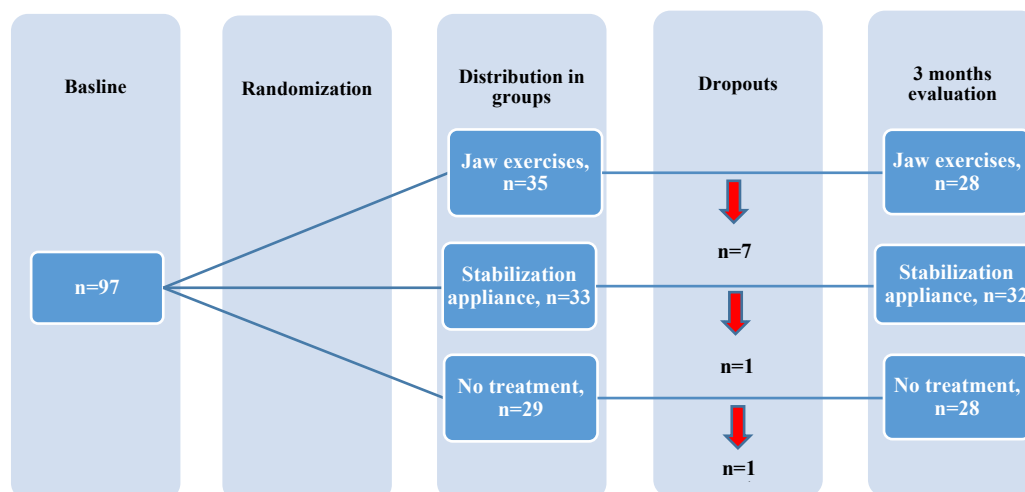 Basline
Randomization
Distribution in
groups
Dropouts
3 months
evaluation
Jaw exercises,
n=35
Jaw exercises,
n=28
n=7
n=97
Stabilization
appliance, n=33
Stabilization
appliance, n=32
n=1
No treatment,
n=29
No treatment,
n=28
n=1